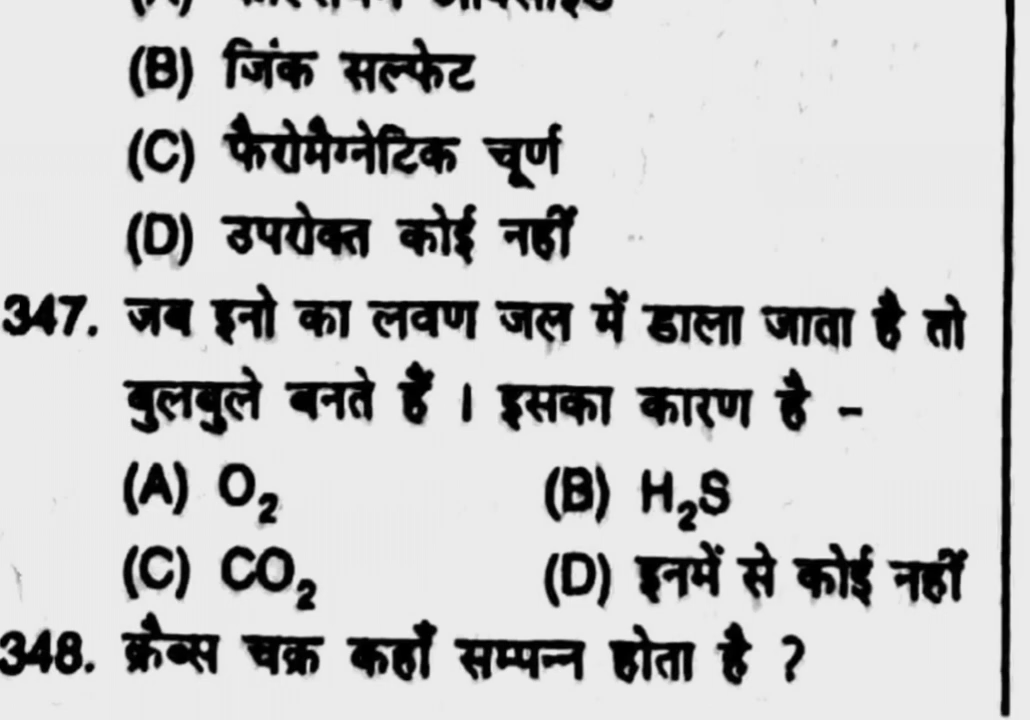 (B) जिंक सल्फेट
(C) फैरोमैग्नेटिक चूर्ण
(D) उपरोक्त कोई नहीं
347. जब इनो का लवण जल में डाला जाता है तो
बुलबुले बनते हैं । इसका कारण है –
(A) O₂ (B) H₂S
(C) CO₂ (D) इनमें से कोई नहीं
348. क्रैब्स चक्र कहाँ सम्पन्न होता है ?